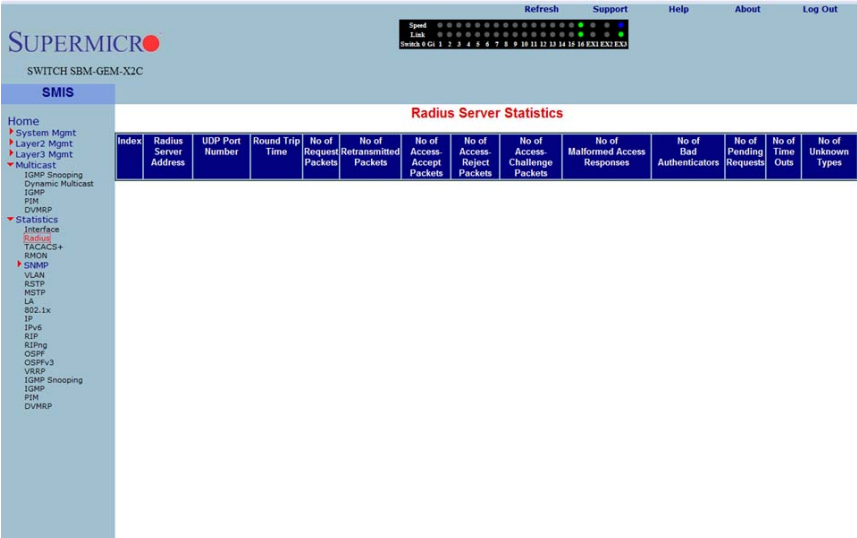 Refresh Support Help About Log Out
SUPERMICRO
SWITCH SBM-GEM-X2C
Speed
Link
Switch 0 Gi 1 2 3 4 5 6 7 8 9 10 11 12 13 14 15 16 EX1 EX2 EX3
SMIS
Home
System Mgmt
Layer2 Mgmt
Layer3 Mgmt
Multicast
IGMP Snooping
Dynamic Multicast
IGMP
PIM
DVMRP
Statistics
Interface
Radius
TACACS+
RMON
SNMP
VLAN
RSTP
MSTP
LA
802.1x
IP
IPv6
RIP
RIPng
OSPF
OSPFv3
VRRP
IGMP Snooping
IGMP
PIM
DVMRP
Radius Server Statistics
Index
Radius
Server
Address
UDP Port
Number
Round Trip
Time
No of
Request
Packets
No of
Retransmitted
Packets
No of
Access-
Accept
Packets
No of
Access-
Reject
Packets
No of
Access-
Challenge
Packets
No of
Malformed Access
Responses
No of
Bad
Authenticators
No of
Pending
Requests
No of
Time
Outs
No of
Unknown
Types